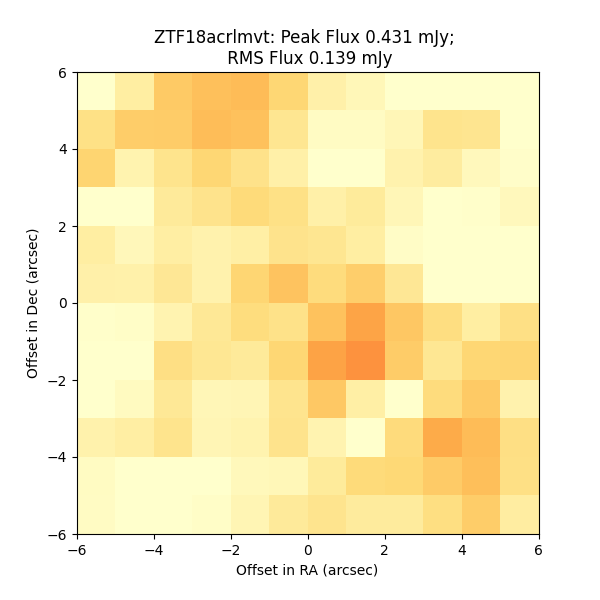 ZTF18acrlmvt: Peak Flux 0.431 mJy;
RMS Flux 0.139 mJy
6
4
2
0
−2
−4
−6
Offset in Dec (arcsec)
−6 −4 −2 0 2 4 6
Offset in RA (arcsec)